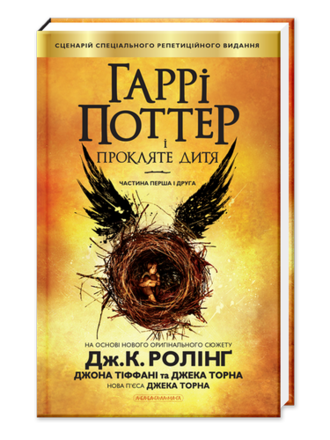 СЦЕНАРІЙ СПЕЦІАЛЬНОГО РЕПЕТИЦІЙНОГО ВИДАННЯ
ГАРРІ
ПОТТЕР
і
ПРОКЛЯТЕ ДИТЯ
ЧАСТИНА ПЕРША І ДРУГА
НА ОСНОВІ НОВОГО ОРИГІНАЛЬНОГО СЮЖЕТУ
Дж.К. РОЛІНҐ
ДЖОНА ТІФФАНІ та ДЖЕКА ТОРНА
НОВА П'ЄСА ДЖЕКА ТОРНА